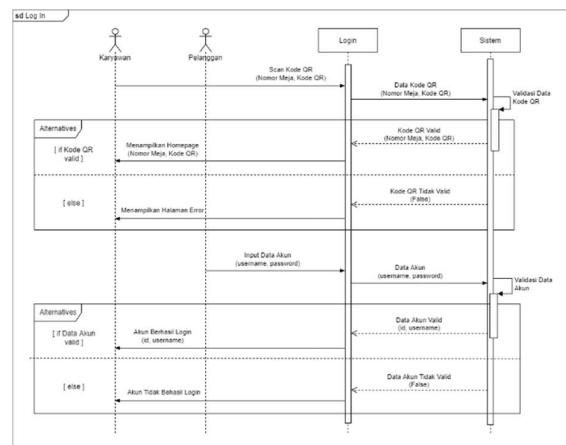 sd Log In
Karyawan
Pelanggan
Login
Sistem
Scan Kode QR
(Nomor Meja, Kode QR)
Data Kode QR
(Nomor Meja, Kode QR)
Validasi Data
Kode QR
Alternatives
[ if Kode QR
valid ]
Kode QR Valid
(Nomor Meja, Kode QR)
Menampilkan Homepage
(Nomor Meja, Kode QR)
[ else ]
Kode QR Tidak Valid
(False)
Menampilkan Halaman Error
Input Data Akun
(username, password)
Data Akun
(username, password)
Validasi Data
Akun
Alternatives
[ if Data Akun
valid ]
Data Akun Valid
(id, username)
Akun Berhasil Login
(id, username)
[ else ]
Data Akun Tidak Valid
(False)
Akun Tidak Behasil Login